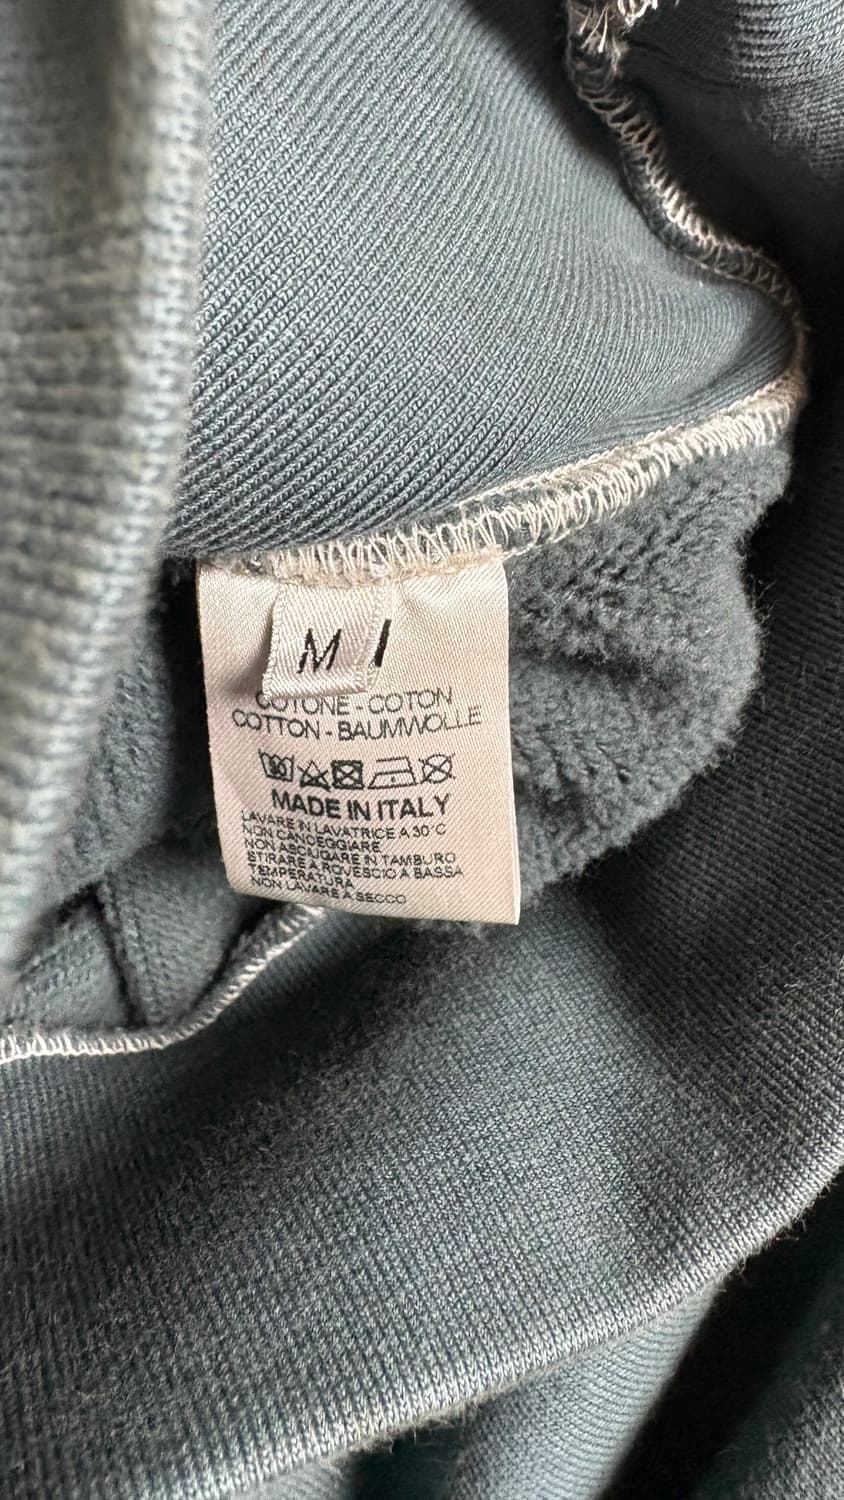 M
COTONE - COTON
COTTON - BAUMWOLLE
MADE IN ITALY
LAVARE IN LAVATRICE A 30°C
NON CANDEGGIARE
NON ASCIUGARE IN TAMBURO
STIRARE A ROVESCIO A BASSA
TEMPERATURA
NON LAVARE A SECCO